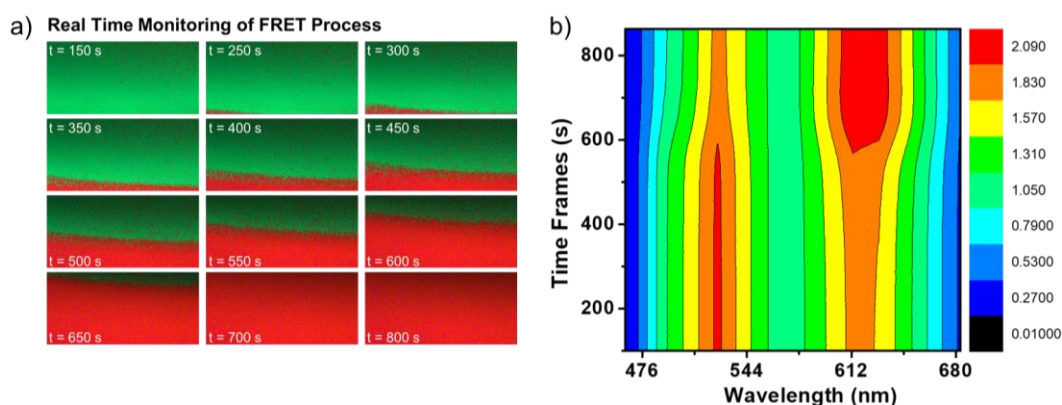 a) Real Time Monitoring of FRET Process
t = 150 s
t = 250 s
t = 300 s
t = 350 s
t = 400 s
t = 450 s
t = 500 s
t = 550 s
t = 600 s
t = 650 s
t = 700 s
t = 800 s
b)
Time Frames (s)
800
600
400
200
476 544 612 680
Wavelength (nm)
2.090
1.830
1.570
1.310
1.050
0.7900
0.5300
0.2700
0.01000